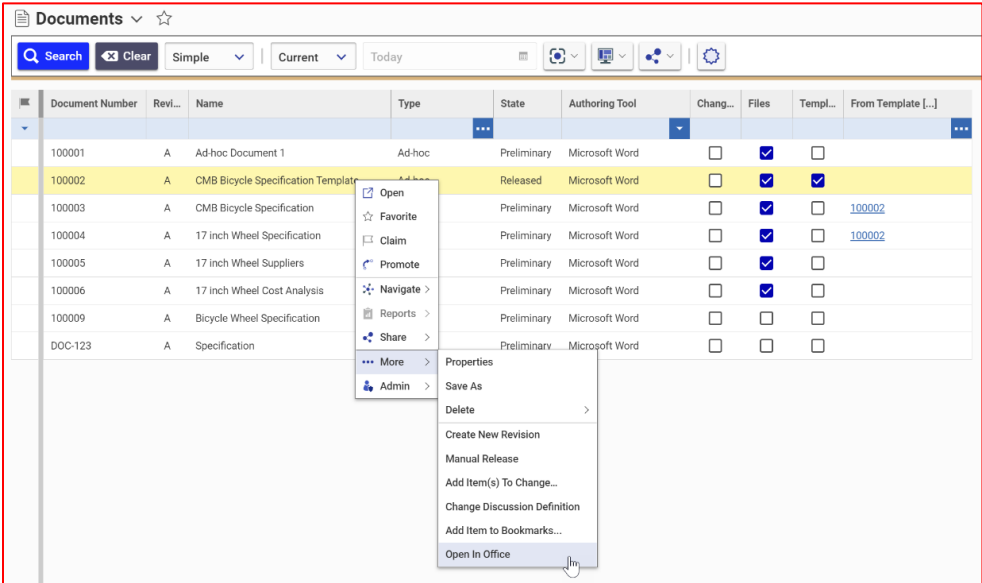 Documents
Search Clear Simple Current Today
Document Number Revi... Name Type State Authoring Tool Chang... Files Templ... From Template [...]
100001 A Ad-hoc Document 1 Ad-hoc Preliminary Microsoft Word
100002 A CMB Bicycle Specification Template Ad-hoc Released Microsoft Word
100003 A CMB Bicycle Specification Preliminary Microsoft Word 100002
100004 A 17 inch Wheel Specification Preliminary Microsoft Word 100002
100005 A 17 inch Wheel Suppliers Preliminary Microsoft Word
100006 A 17 inch Wheel Cost Analysis Preliminary Microsoft Word
100009 A Bicycle Wheel Specification Preliminary Microsoft Word
DOC-123 A Specification Preliminary Microsoft Word
Open
Favorite
Claim
Promote
Navigate
Reports
Share
More
Admin
Properties
Save As
Delete
Create New Revision
Manual Release
Add Item(s) To Change...
Change Discussion Definition
Add Item to Bookmarks...
Open In Office